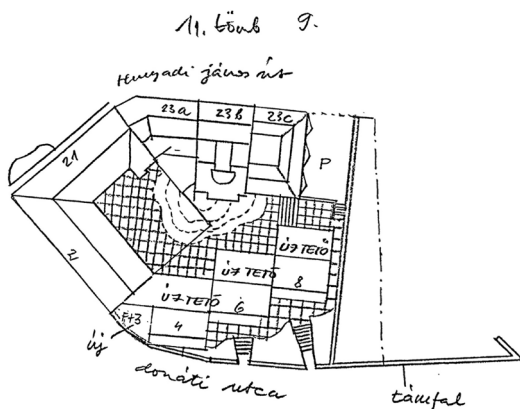 19. tömb 9.
Hunyadi jános út
23a 23b 23c
21
P
2
ÚJ TETŐ
ÚJ TETŐ
8
ÚJ TETŐ
6
F+3
4
új
donáti utca
támfal